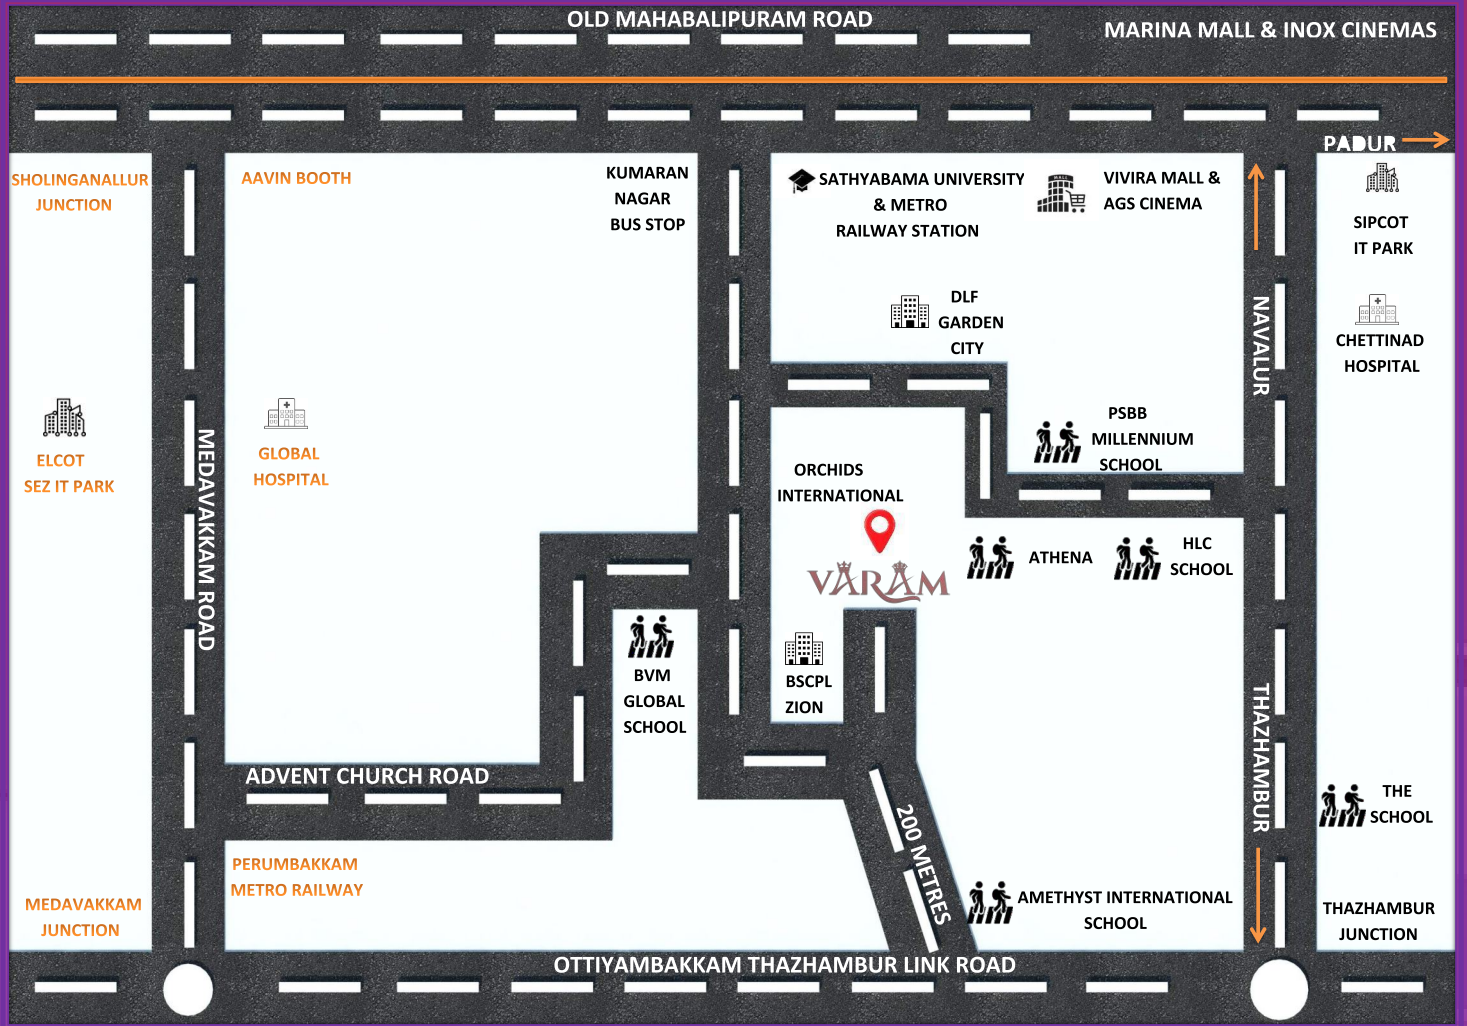 OLD MAHABALIPURAM ROAD
MARINA MALL & INOX CINEMAS
PADUR
SHOLINGANALLUR
JUNCTION
AAVIN BOOTH
KUMARAN
NAGAR
BUS STOP
SATHYABAMA UNIVERSITY
& METRO
RAILWAY STATION
MALL
VIVIRA MALL &
AGS CINEMA
SIPCOT
IT PARK
DLF
GARDEN
CITY
NAVALUR
CHETTINAD
HOSPITAL
ELCOT
SEZ IT PARK
MEDAVAKKAM ROAD
GLOBAL
HOSPITAL
PSBB
MILLENNIUM
SCHOOL
ORCHIDS
INTERNATIONAL
VARAM
ATHENA
HLC
SCHOOL
BVM
GLOBAL
SCHOOL
BSCPL
ZION
THAZHAMBUR
ADVENT CHURCH ROAD
200 METRES
THE
SCHOOL
PERUMBAKKAM
METRO RAILWAY
MEDAVAKKAM
JUNCTION
AMETHYST INTERNATIONAL
SCHOOL
THAZHAMBUR
JUNCTION
OTTIYAMBAKKAM THAZHAMBUR LINK ROAD